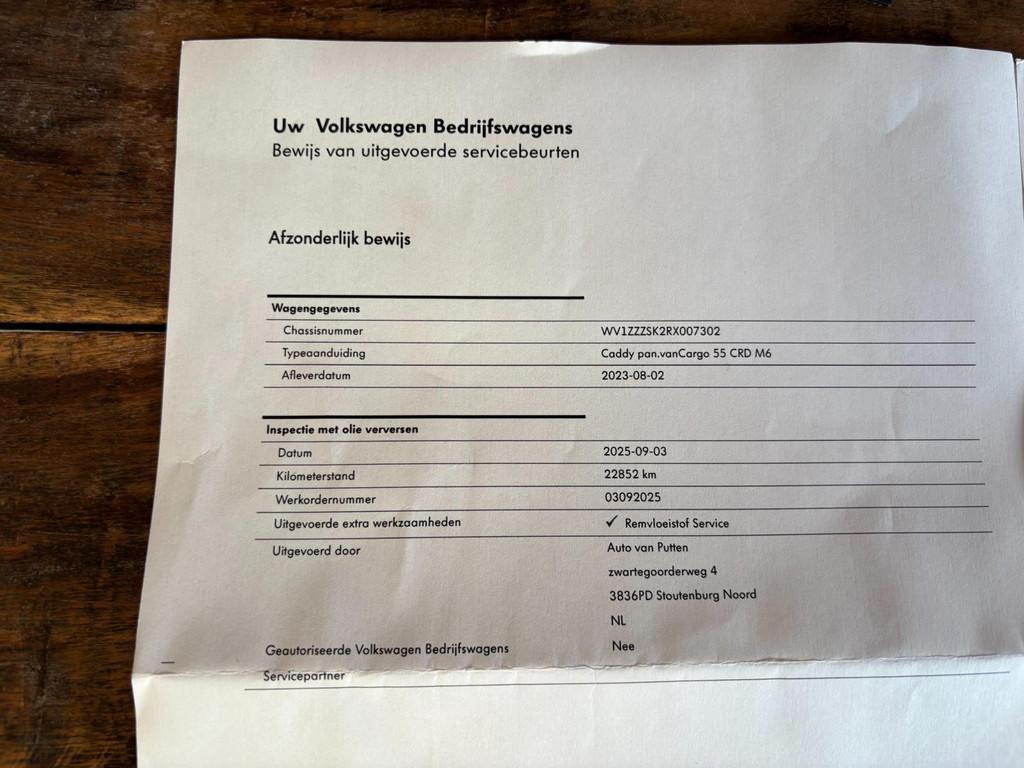 Uw Volkswagen Bedrijfswagens
Bewijs van uitgevoerde servicebeurten
Afzonderlijk bewijs
Wagengegevens
Chassisnummer WV1ZZZSK2RX007302
Typeaanduiding Caddy pan.vanCargo 55 CRD M6
Afleverdatum 2023-08-02
Inspectie met olie verversen
Datum 2025-09-03
Kilometerstand 22852 km
Werkordernummer 03092025
Uitgevoerde extra werkzaamheden ✓ Remvloeistof Service
Uitgevoerd door Auto van Putten
zwartegoorderweg 4
3836PD Stoutenburg Noord
NL
Geautoriseerde Volkswagen Bedrijfswagens Nee
Servicepartner